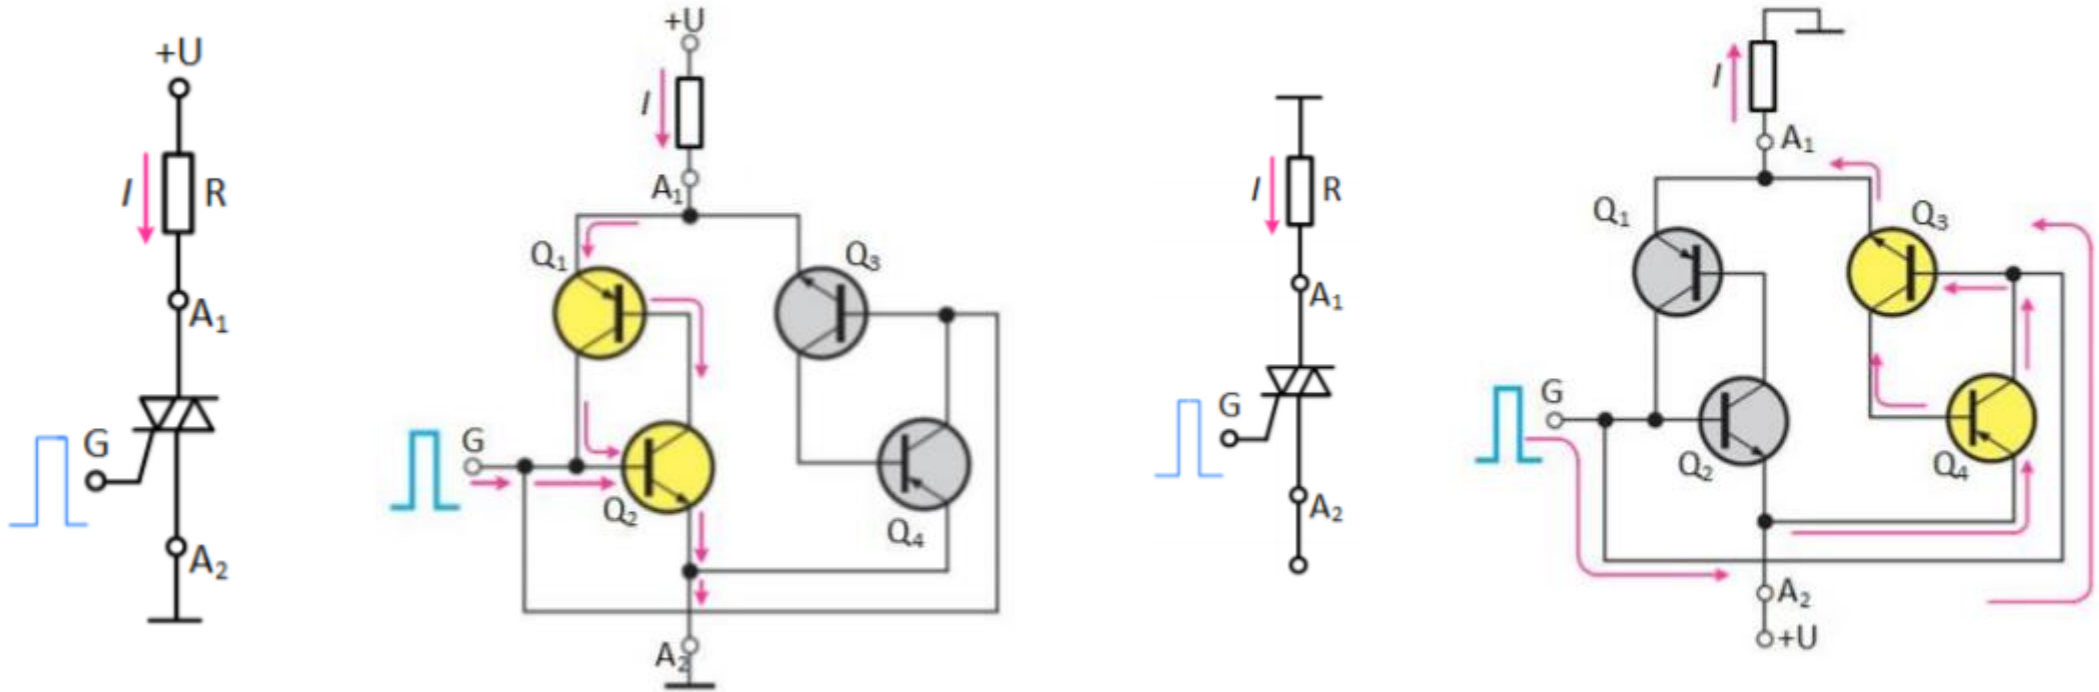 +U
I
R
A₁
G
A₂
+U
I
A₁
Q₁
Q₃
G
Q₂
Q₄
A₂
I
R
A₁
G
A₂
I
A₁
Q₁
Q₃
G
Q₂
Q₄
A₂
+U